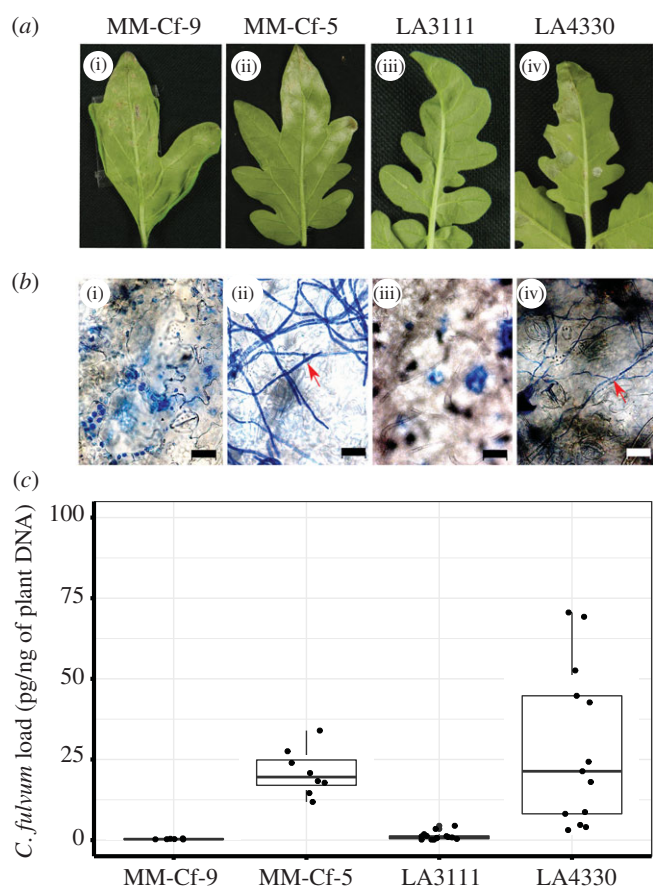 (a) MM-Cf-9 MM-Cf-5 LA3111 LA4330
(i) (ii) (iii) (iv)
(b) (i) (ii) (iii) (iv)
(c)
C. fulvum load (pg/ng of plant DNA)
100
75
50
25
0
MM-Cf-9 MM-Cf-5 LA3111 LA4330